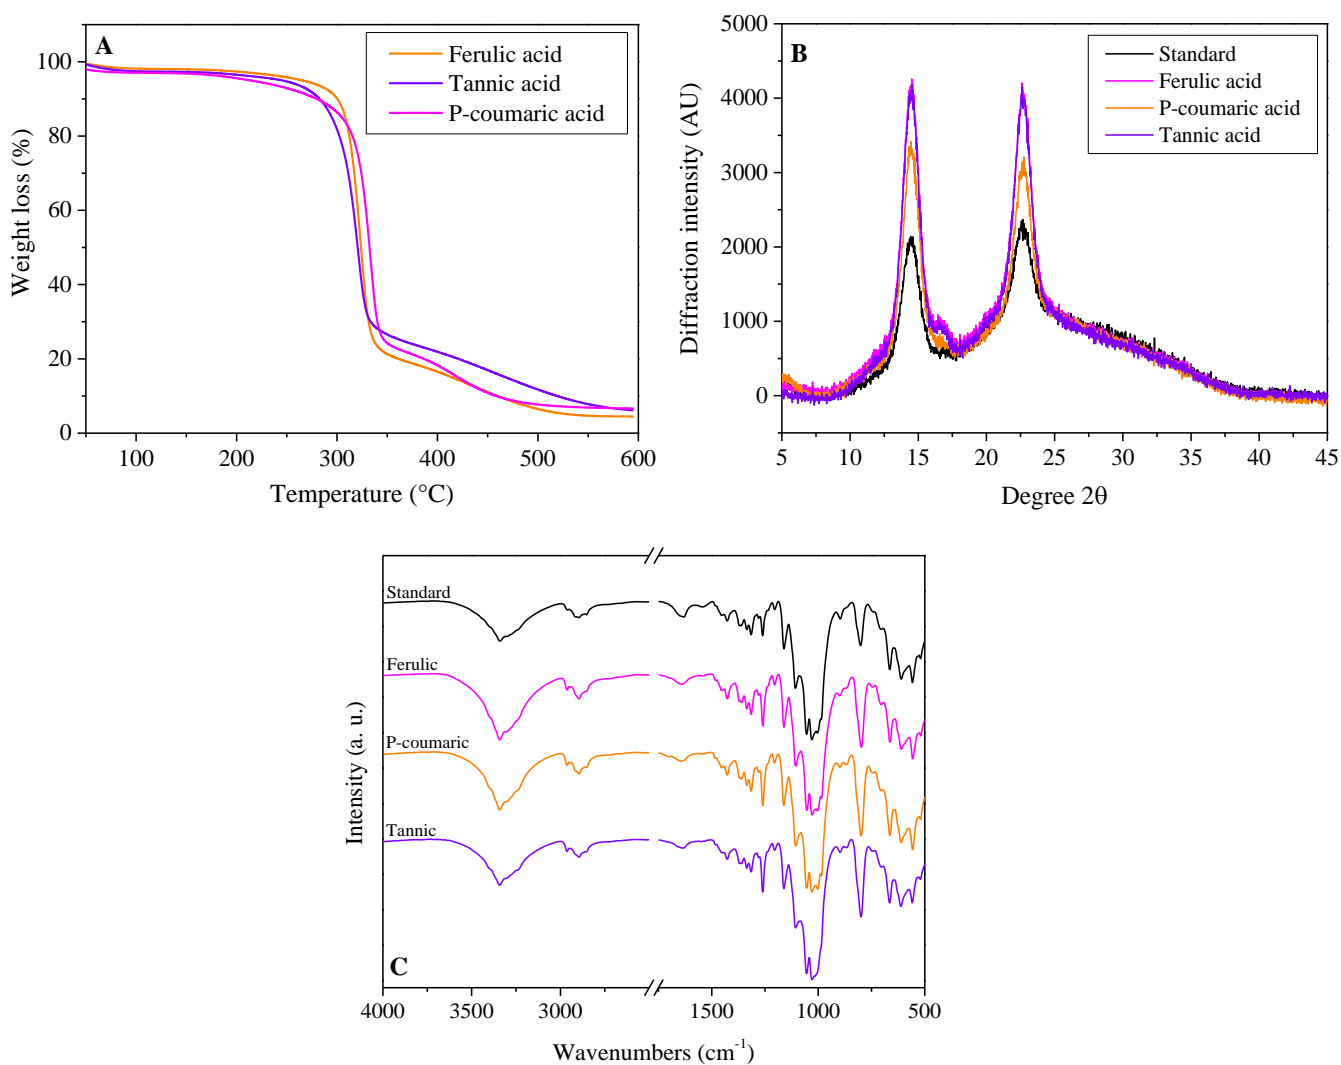 A
Ferulic acid
Tannic acid
P-coumaric acid
100
80
60
40
20
0
Weight loss (%)
100
200
300
400
500
600
Temperature (°C)
B
Standard
Ferulic acid
P-coumaric acid
Tannic acid
5000
4000
3000
2000
1000
0
Diffraction intensity (AU)
5
10
15
20
25
30
35
40
45
Degree 2θ
Standard
Ferulic
P-coumaric
Tannic
C
Intensity (a. u.)
4000
3500
3000
1500
1000
500
Wavenumbers (cm⁻¹)